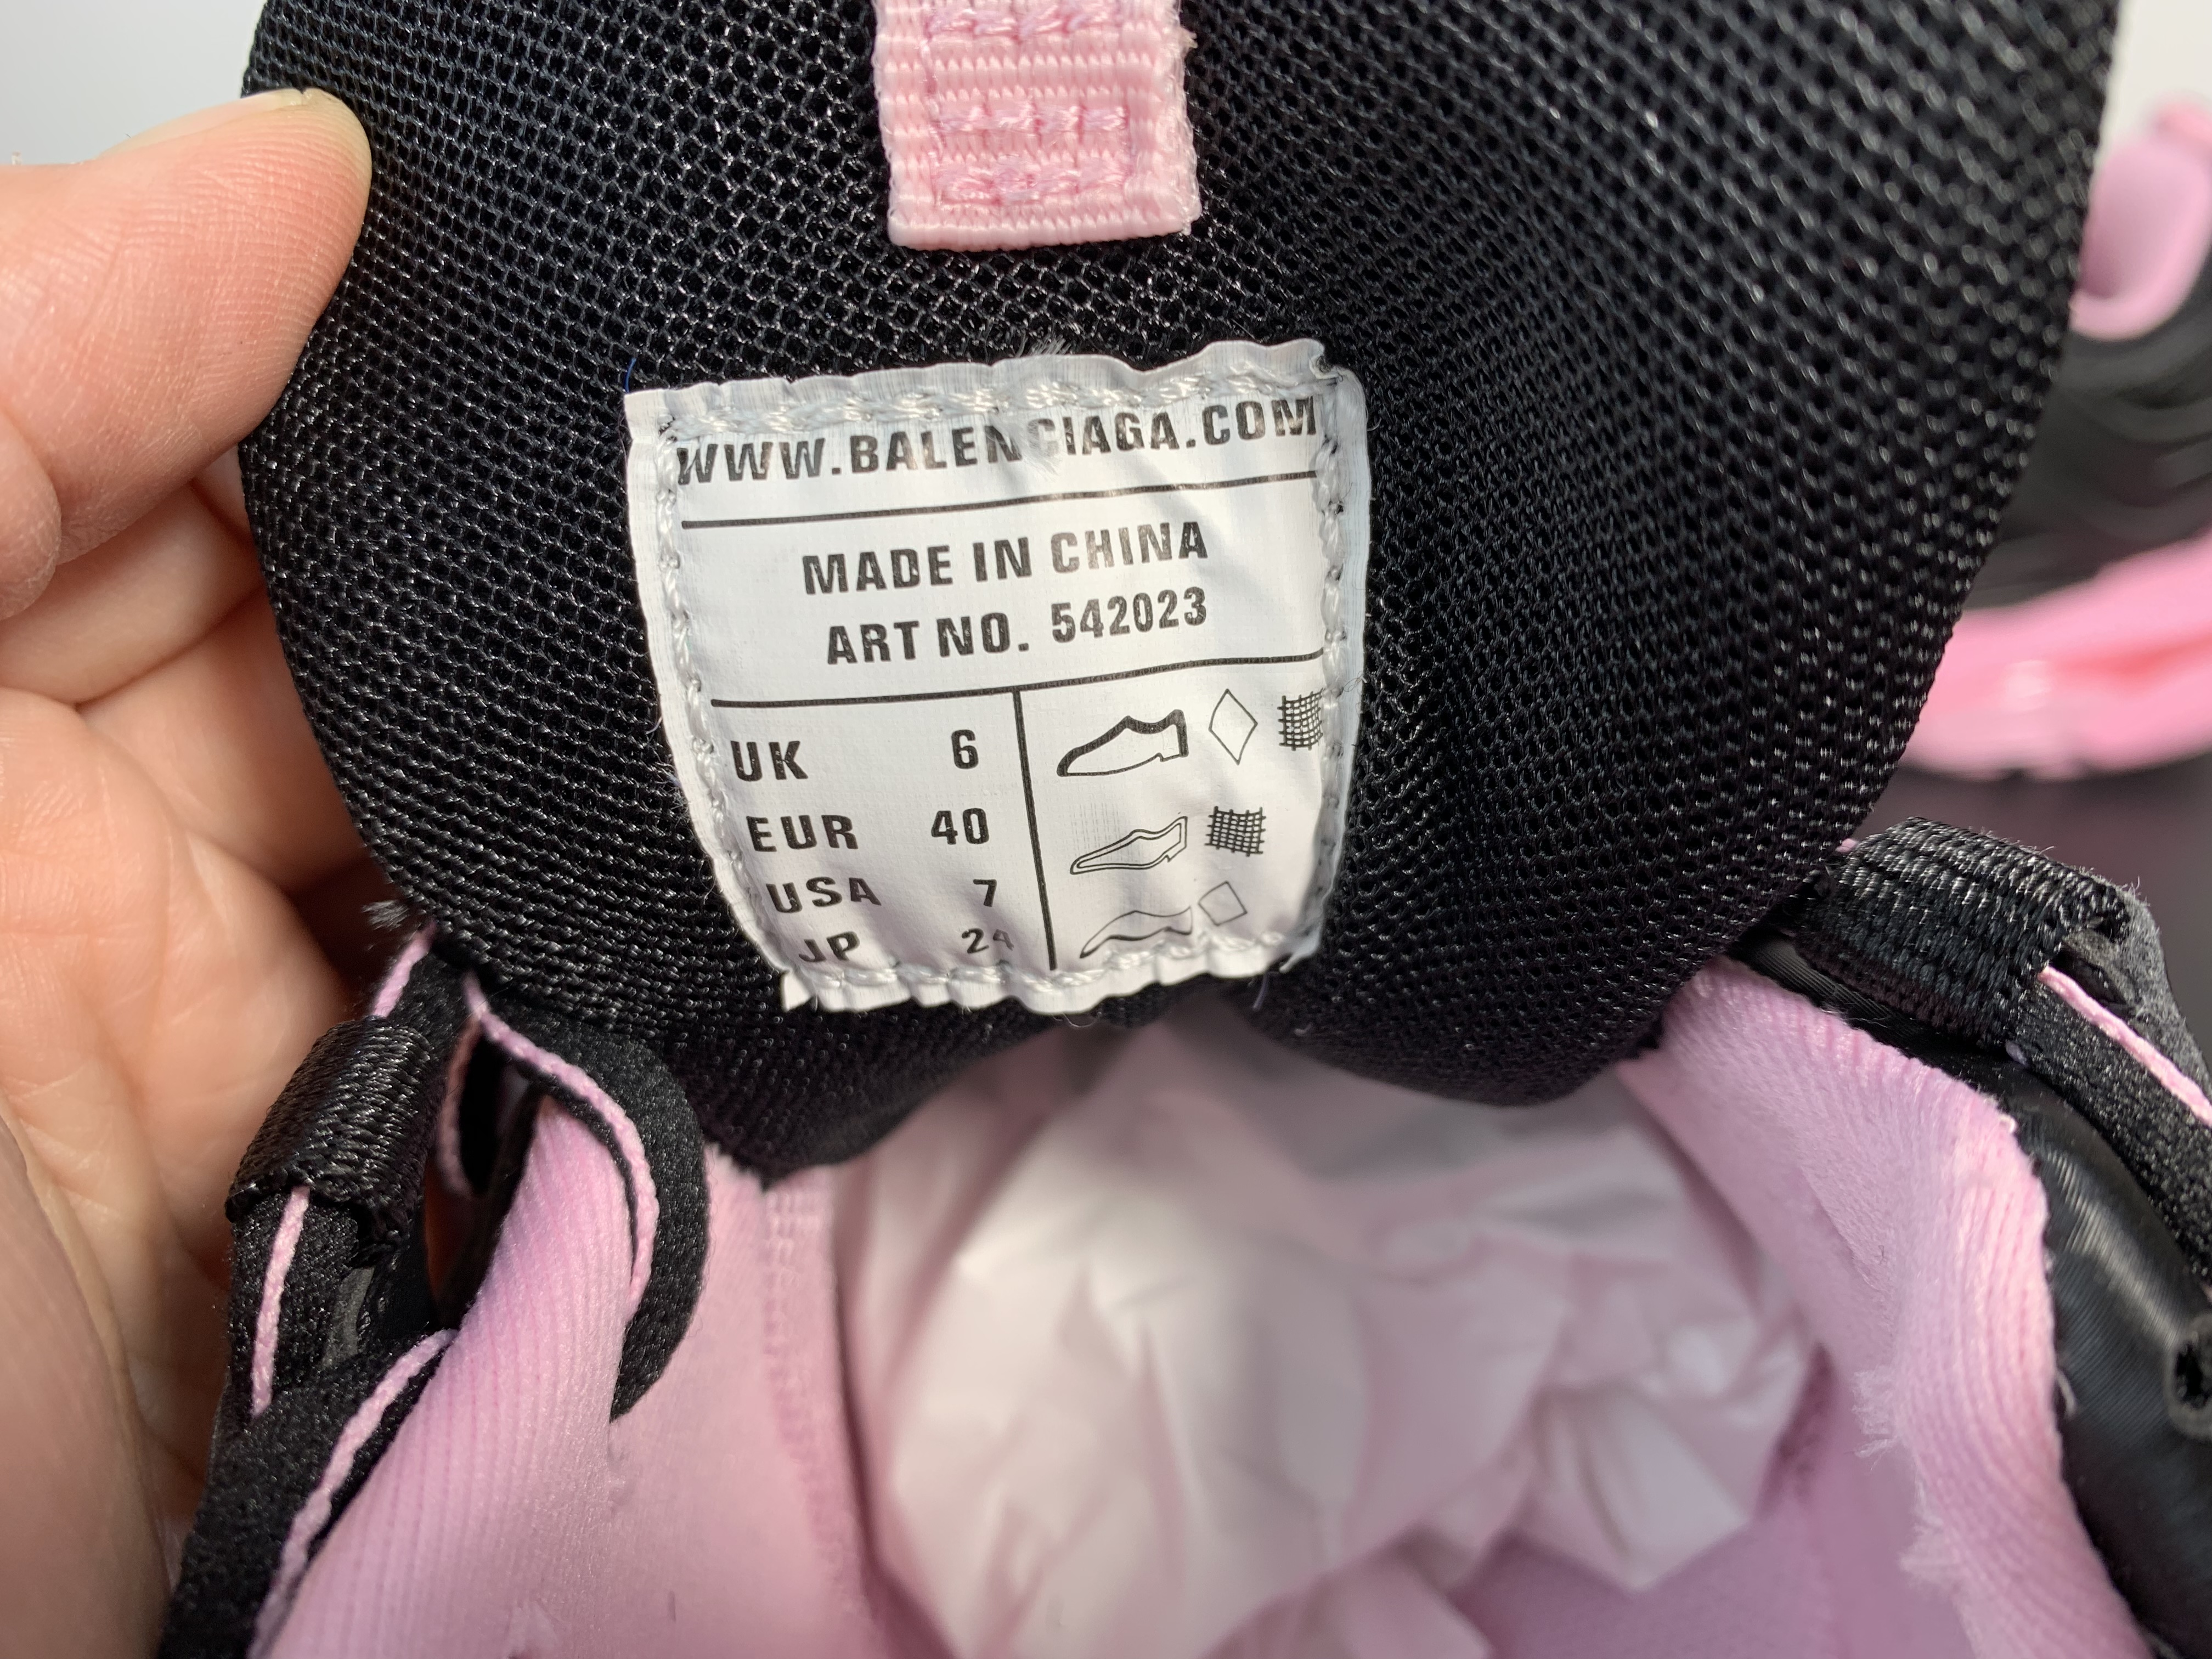 WWW.BALENCIAGA.COM
MADE IN CHINA
ART NO. 542023
UK 6
EUR 40
USA 7
JP 24